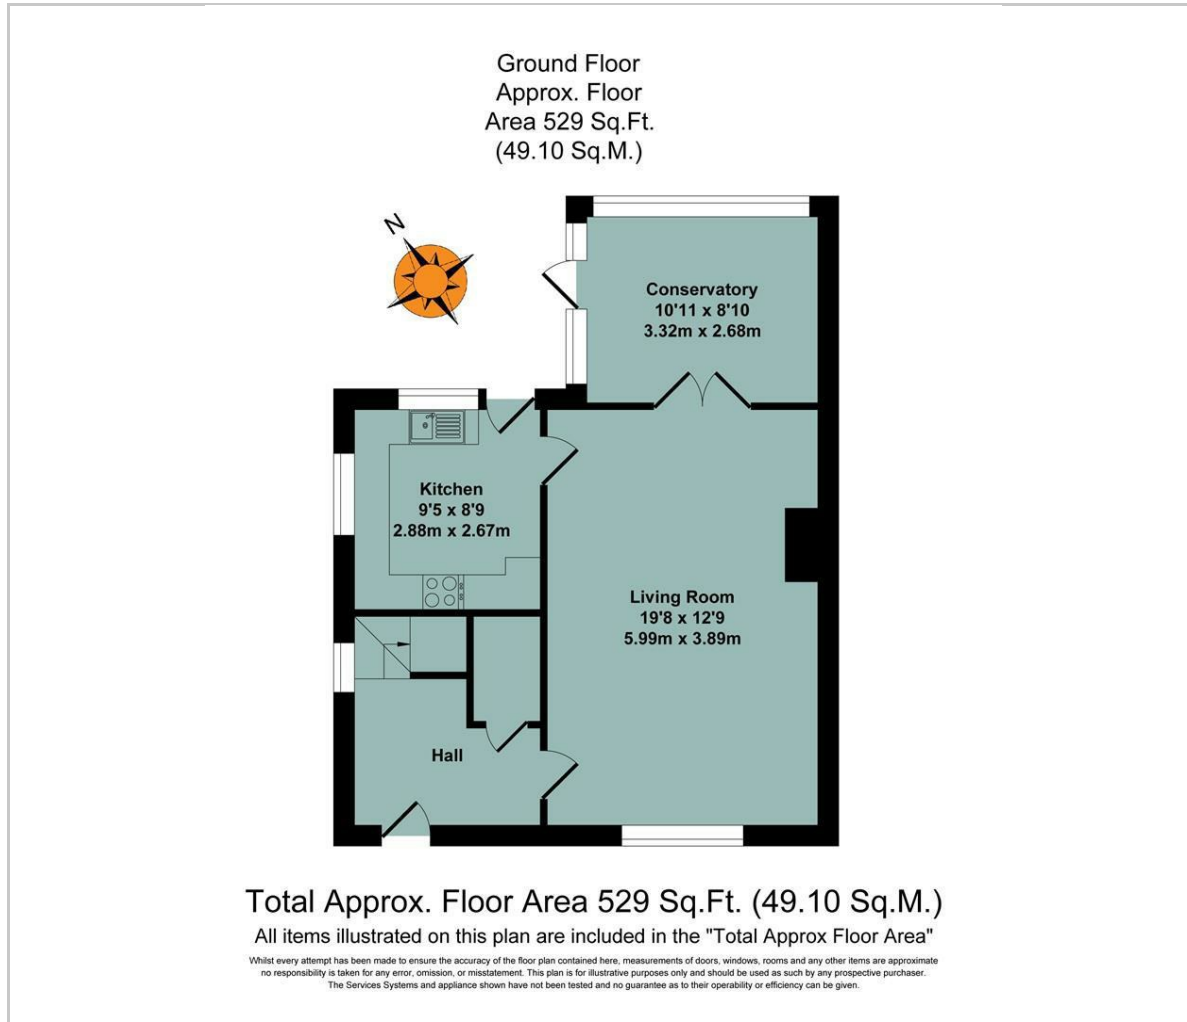 Ground Floor
Approx. Floor
Area 529 Sq.Ft.
(49.10 Sq.M.)
N
Conservatory
10'11 x 8'10
3.32m x 2.68m
Kitchen
9'5 x 8'9
2.88m x 2.67m
Living Room
19'8 x 12'9
5.99m x 3.89m
Hall
Total Approx. Floor Area 529 Sq.Ft. (49.10 Sq.M.)
All items illustrated on this plan are included in the "Total Approx Floor Area"
Whilst every attempt has been made to ensure the accuracy of the floor plan contained here, measurements of doors, windows, rooms and any other items are approximate
no responsibility is taken for any error, omission, or misstatement. This plan is for illustrative purposes only and should be used as such by any prospective purchaser.
The Services Systems and appliance shown have not been tested and no guarantee as to their operability or efficiency can be given.